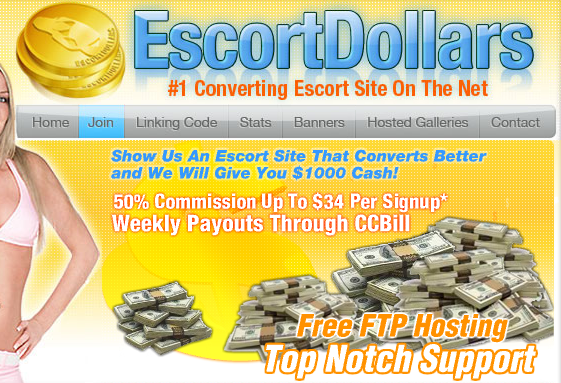 EscortDollars
#1 Converting Escort Site On The Net
Home Join Linking Code Stats Banners Hosted Galleries Contact
Show Us An Escort Site That Converts Better
and We Will Give You $1000 Cash!
50% Commission Up To $34 Per Signup*
Weekly Payouts Through CCBill
Free FTP Hosting
Top Notch Support